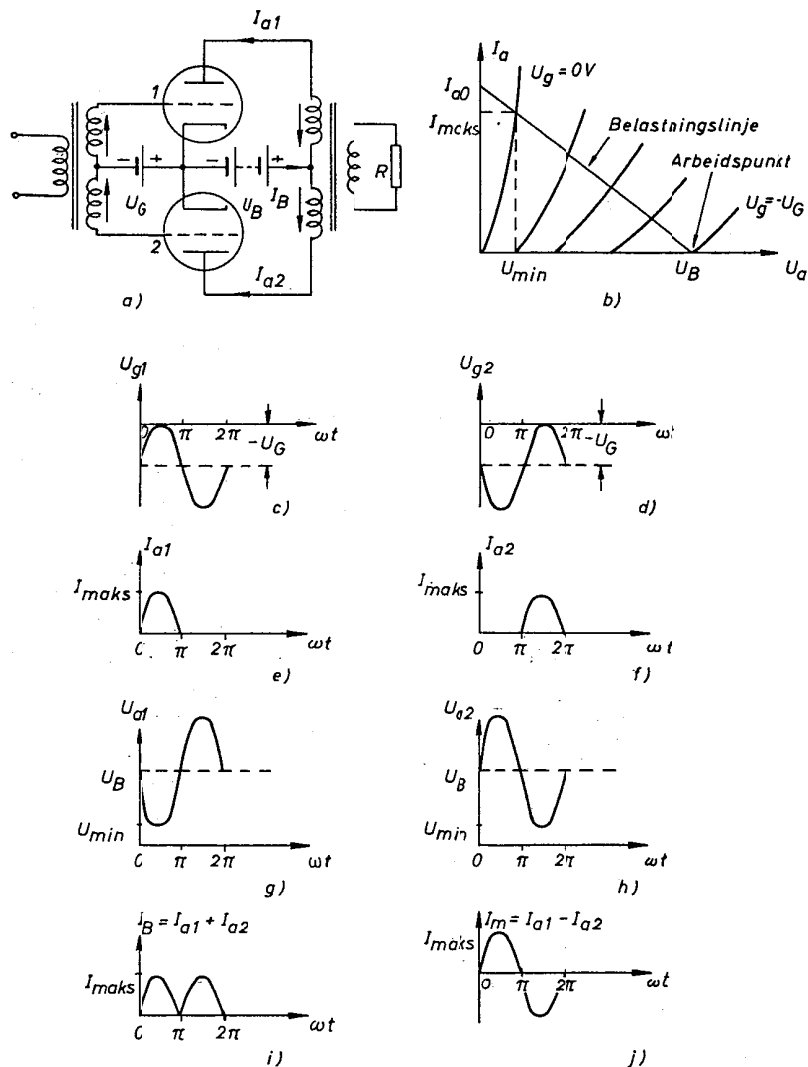 I_a1
1
U_G
U_B
I_B
R
2
I_a2
a)
I_a
U_g = 0V
I_a0
I_maks
Belastningslinje
Arbeidspunkt
U_g = -U_G
U_min
U_B
U_a
b)
U_g1
0 π 2π ωt
-U_G
c)
U_g2
0 π 2π ωt
-U_G
d)
I_a1
I_maks
0 π 2π ωt
e)
I_a2
I_maks
0 π 2π ωt
f)
U_a1
U_B
U_min
0 π 2π ωt
g)
U_a2
U_B
U_min
0 π 2π ωt
h)
I_B = I_a1 + I_a2
I_maks
0 π 2π ωt
i)
I_m = I_a1 - I_a2
I_maks
0 π 2π ωt
j)